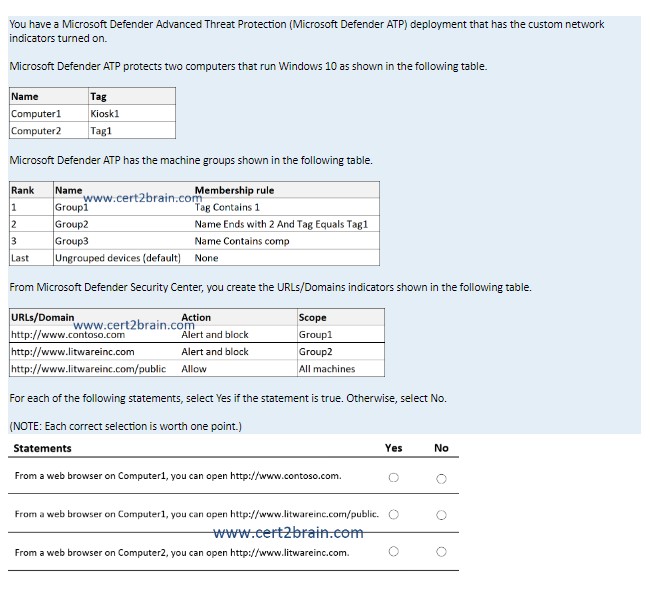 You have a Microsoft Defender Advanced Threat Protection (Microsoft Defender ATP) deployment that has the custom network
indicators turned on.
Microsoft Defender ATP protects two computers that run Windows 10 as shown in the following table.
Name Tag
Computer1 Kiosk1
Computer2 Tag1
Microsoft Defender ATP has the machine groups shown in the following table.
Rank Name Membership rule
www.cert2brain.com
1 Group1 Tag Contains 1
2 Group2 Name Ends with 2 And Tag Equals Tag1
3 Group3 Name Contains comp
Last Ungrouped devices (default) None
From Microsoft Defender Security Center, you create the URLs/Domains indicators shown in the following table.
URLs/Domain Action Scope
www.cert2brain.com
http://www.contoso.com Alert and block Group1
http://www.litwareinc.com Alert and block Group2
http://www.litwareinc.com/public Allow All machines
For each of the following statements, select Yes if the statement is true. Otherwise, select No.
(NOTE: Each correct selection is worth one point.)
Statements Yes No
From a web browser on Computer1, you can open http://www.contoso.com.
From a web browser on Computer1, you can open http://www.litwareinc.com/public.
www.cert2brain.com
From a web browser on Computer2, you can open http://www.litwareinc.com.